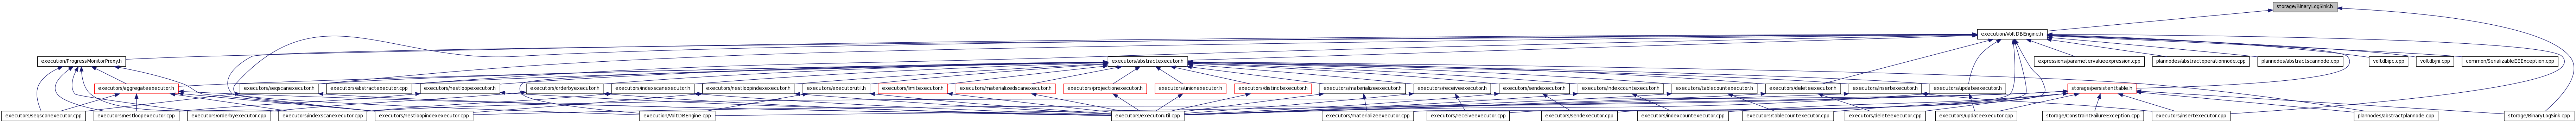 storage/BinaryLogSink.h
execution/VoltDBEngine.h
execution/ProgressMonitorProxy.h
executors/abstractexecutor.h
expressions/parametervalueexpression.cpp
plannodes/abstractoperationnode.cpp
plannodes/abstractscannode.cpp
voltdbipc.cpp
voltdbjni.cpp
common/SerializableEEException.cpp
executors/aggregateexecutor.h
executors/seqscanexecutor.h
executors/abstractexecutor.cpp
executors/nestloopexecutor.h
executors/orderbyexecutor.h
executors/indexscanexecutor.h
executors/nestloopindexexecutor.h
executors/executorutil.h
executors/limitexecutor.h
executors/materializedscanexecutor.h
executors/projectionexecutor.h
executors/unionexecutor.h
executors/distinctexecutor.h
executors/materializeexecutor.h
executors/receiveexecutor.h
executors/sendexecutor.h
executors/indexcountexecutor.h
executors/tablecountexecutor.h
executors/deleteexecutor.h
executors/insertexecutor.h
executors/updateexecutor.h
storage/persistenttable.h
executors/seqscanexecutor.cpp
executors/nestloopexecutor.cpp
executors/orderbyexecutor.cpp
executors/indexscanexecutor.cpp
executors/nestloopindexexecutor.cpp
execution/VoltDBEngine.cpp
executors/executorutil.cpp
executors/materializeexecutor.cpp
executors/receiveexecutor.cpp
executors/sendexecutor.cpp
executors/indexcountexecutor.cpp
executors/tablecountexecutor.cpp
executors/deleteexecutor.cpp
executors/updateexecutor.cpp
storage/ConstraintFailureException.cpp
executors/insertexecutor.cpp
plannodes/abstractplannode.cpp
storage/BinaryLogSink.cpp